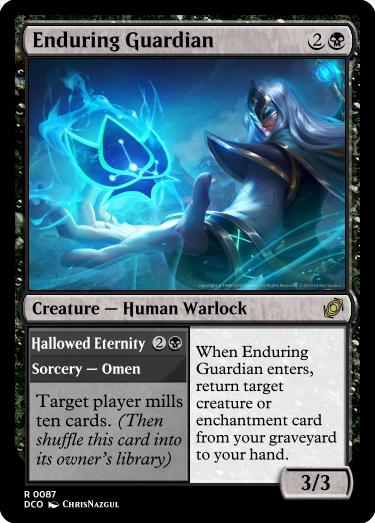 Enduring Guardian 2
Creature — Human Warlock
Hallowed Eternity 2
Sorcery — Omen
Target player mills
ten cards. (Then
shuffle this card into
its owner's library)
When Enduring
Guardian enters,
return target
creature or
enchantment card
from your graveyard
to your hand.
3/3
R 0087
DCO ChrisNazgul